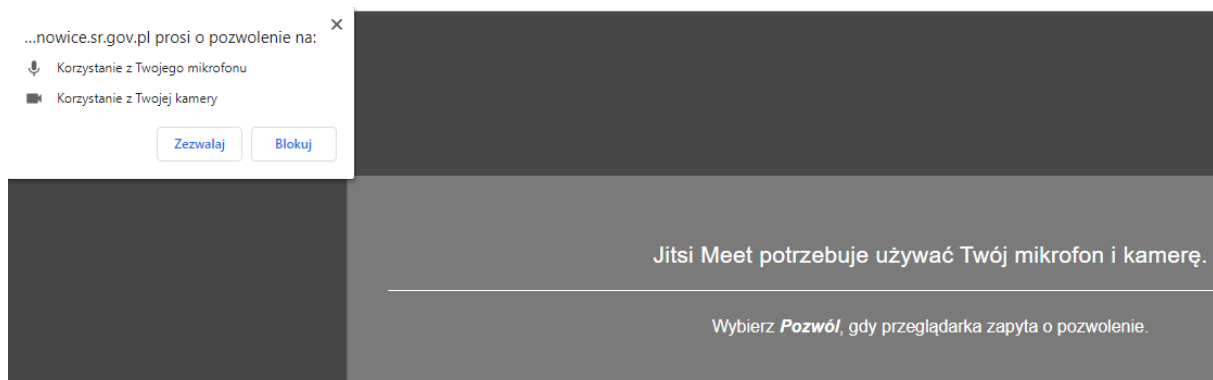 ...nowice.sr.gov.pl prosi o pozwolenie na:
Korzystanie z Twojego mikrofonu
Korzystanie z Twojej kamery
Zezwalaj
Blokuj
Jitsi Meet potrzebuje używać Twój mikrofon i kamerę.
Wybierz Pozwól, gdy przeglądarka zapyta o pozwolenie.